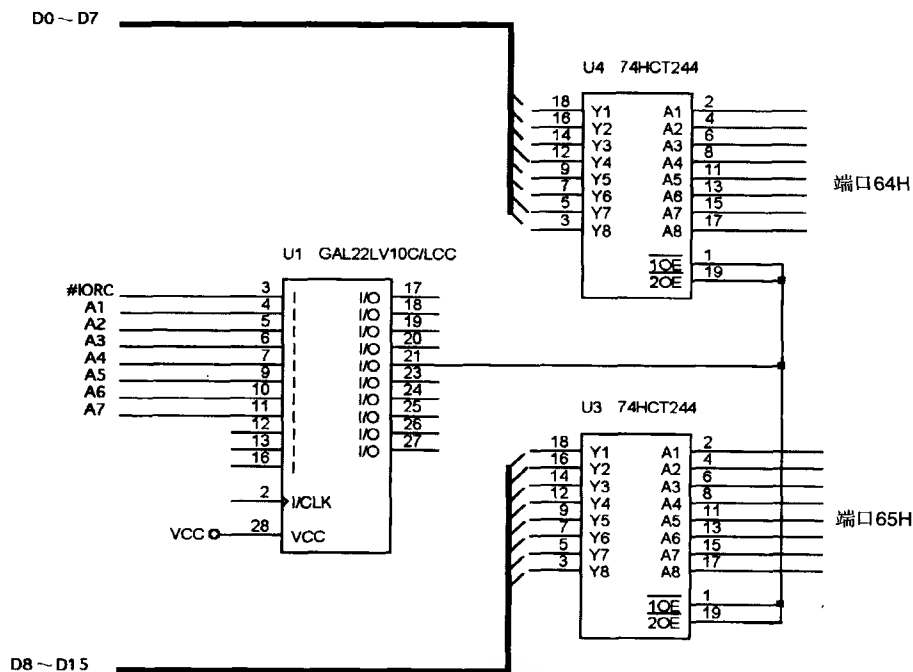 D0～D7
U4 74HCT244
18 Y1 A1 2
16 Y2 A2 4
14 Y3 A3 6
12 Y4 A4 8
9 Y5 A5 11
7 Y6 A6 13
5 Y7 A7 15
3 Y8 A8 17
1OE 1
2OE 19
端口64H
U1 GAL22LV10C/LCC
#IORC 3 I I/O 17
A1 4 I I/O 18
A2 5 I I/O 19
A3 6 I I/O 20
A4 7 I I/O 21
A5 9 I I/O 23
A6 10 I I/O 24
A7 11 I I/O 25
12 I I/O 26
13 I I/O 27
16 I
2 I/CLK
VCC 28 VCC
U3 74HCT244
18 Y1 A1 2
16 Y2 A2 4
14 Y3 A3 6
12 Y4 A4 8
9 Y5 A5 11
7 Y6 A6 13
5 Y7 A7 15
3 Y8 A8 17
1OE 1
2OE 19
端口65H
D8～D15